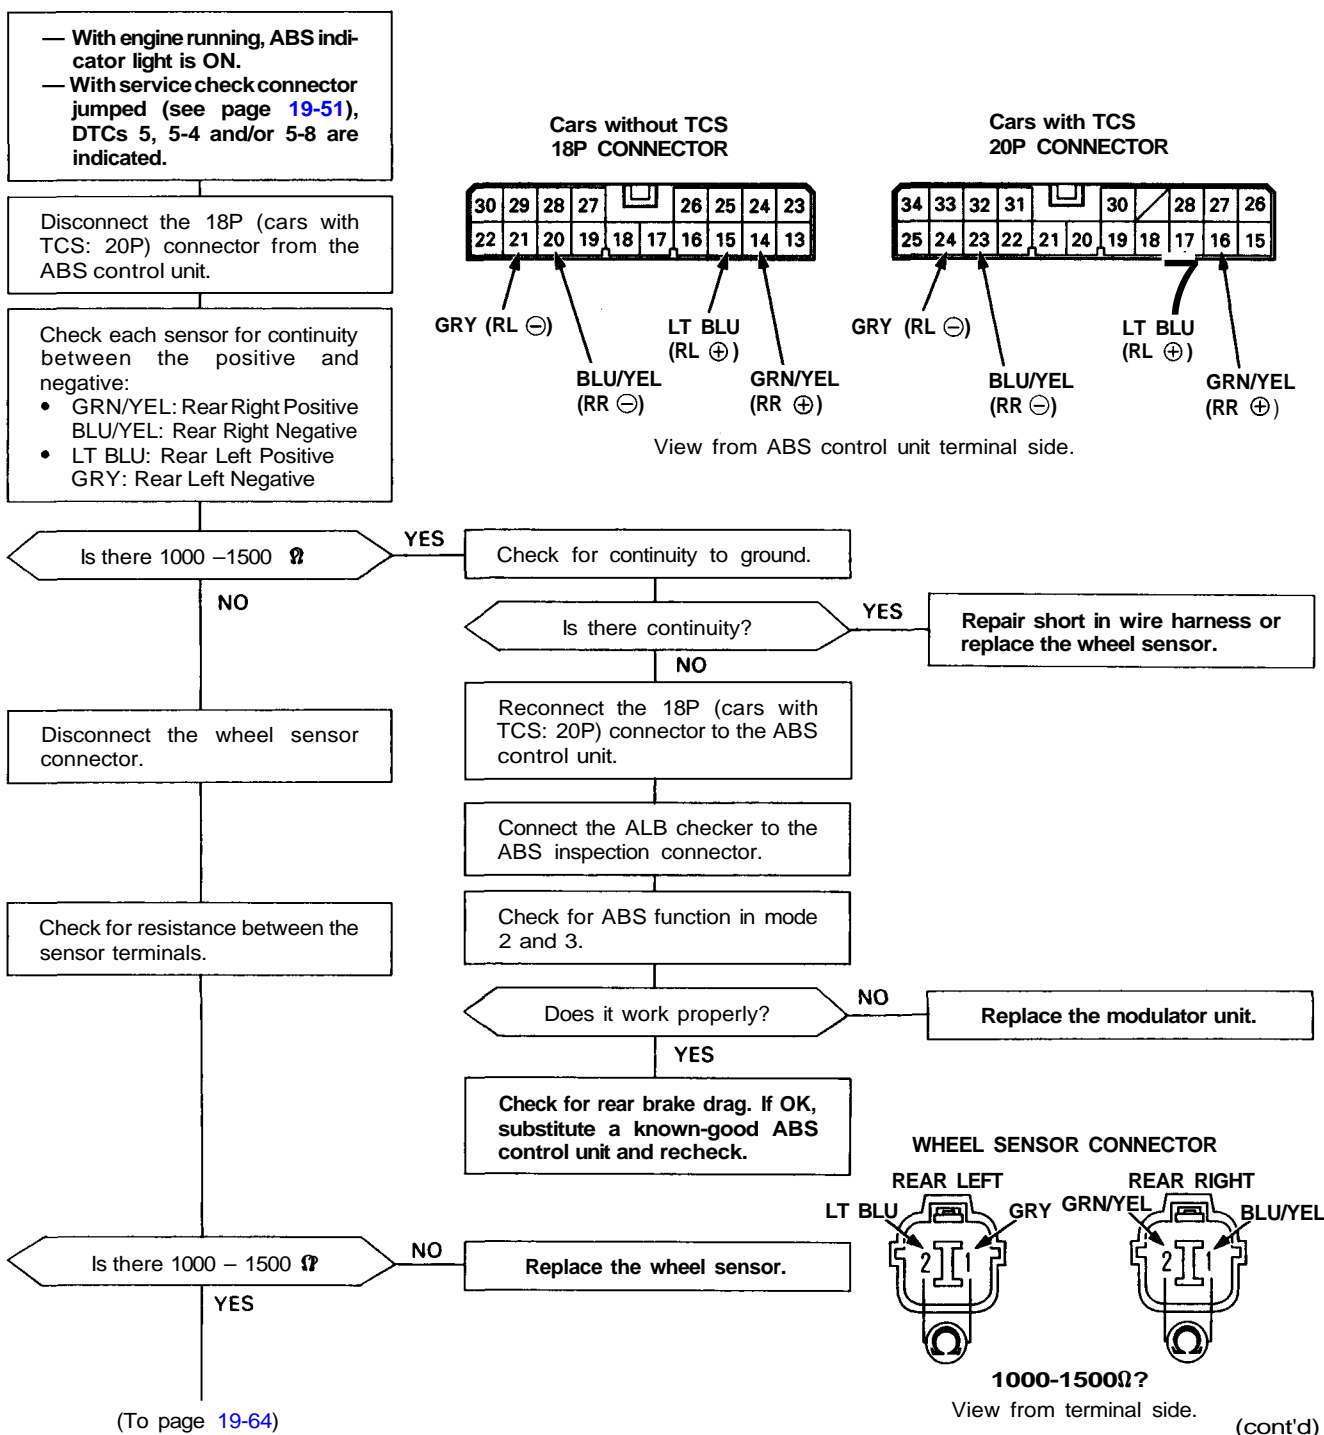 — With engine running, ABS indi-
cator light is ON.
— With service check connector
jumped (see page 19-51),
DTCs 5, 5-4 and/or 5-8 are
indicated.
Disconnect the 18P (cars with
TCS: 20P) connector from the
ABS control unit.
Check each sensor for continuity
between the positive and
negative:
• GRN/YEL: Rear Right Positive
BLU/YEL: Rear Right Negative
• LT BLU: Rear Left Positive
GRY: Rear Left Negative
Cars without TCS
18P CONNECTOR
30 29 28 27 26 25 24 23
22 21 20 19 18 17 16 15 14 13
GRY (RL ⊖)
LT BLU
(RL ⊕)
BLU/YEL
(RR ⊖)
GRN/YEL
(RR ⊕)
Cars with TCS
20P CONNECTOR
34 33 32 31 30 28 27 26
25 24 23 22 21 20 19 18 17 16 15
GRY (RL ⊖)
LT BLU
(RL ⊕)
BLU/YEL
(RR ⊖)
GRN/YEL
(RR ⊕)
View from ABS control unit terminal side.
Is there 1000 –1500 Ω
YES
NO
Check for continuity to ground.
Is there continuity?
YES
NO
Repair short in wire harness or
replace the wheel sensor.
Disconnect the wheel sensor
connector.
Reconnect the 18P (cars with
TCS: 20P) connector to the ABS
control unit.
Connect the ALB checker to the
ABS inspection connector.
Check for resistance between the
sensor terminals.
Check for ABS function in mode
2 and 3.
Does it work properly?
NO
YES
Replace the modulator unit.
Check for rear brake drag. If OK,
substitute a known-good ABS
control unit and recheck.
Is there 1000 – 1500 Ω?
NO
YES
Replace the wheel sensor.
WHEEL SENSOR CONNECTOR
REAR LEFT
LT BLU
GRY
2 1
Ω
REAR RIGHT
GRN/YEL
BLU/YEL
2 1
Ω
1000-1500Ω?
View from terminal side.
(To page 19-64)
(cont'd)